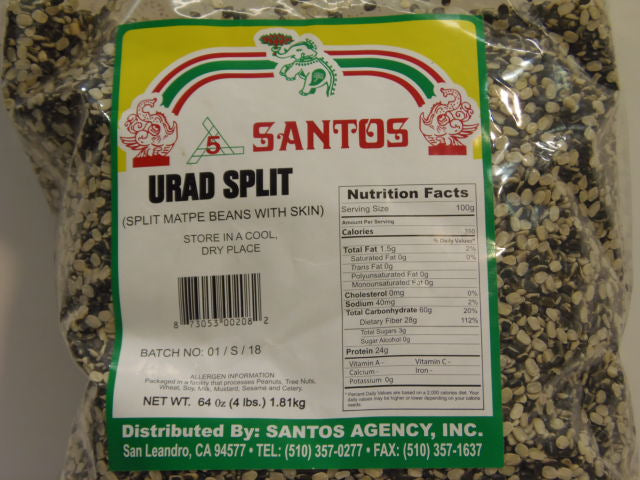 5 SANTOS
URAD SPLIT
(SPLIT MATPE BEANS WITH SKIN)
STORE IN A COOL,
DRY PLACE
8 73053 00208 2
BATCH NO: 01 / S / 18
ALLERGEN INFORMATION
Packaged in a facility that processes Peanuts, Tree Nuts,
Wheat, Soy, Milk, Mustard, Sesame and Celery.
NET WT. 64 Oz (4 lbs.) 1.81kg
Nutrition Facts
Serving Size 100g
Amount Per Serving
Calories 350
% Daily Values*
Total Fat 1.5g 2%
Saturated Fat 0g 0%
Trans Fat 0g
Polyunsaturated Fat 0g
Monounsaturated Fat 0g
Cholesterol 0mg 0%
Sodium 40mg 2%
Total Carbonhydrate 60g 20%
Dietary Fiber 28g 112%
Total Sugars 3g
Sugar Alcohol 0g
Protein 24g
Vitamin A - Vitamin C -
Calcium - Iron -
Potassium 0g
* Percent Daily Values are based on a 2,000 calories diet. Your
daily values may be higher or lower depending on your calorie
needs.
Distributed By: SANTOS AGENCY, INC.
San Leandro, CA 94577 • TEL: (510) 357-0277 • FAX: (510) 357-1637